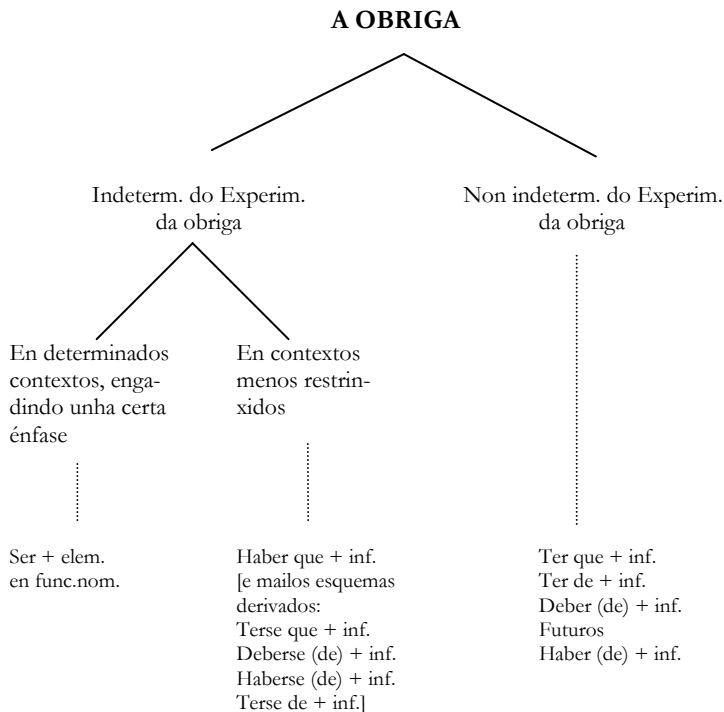 A OBRIGA
Indeterm. do Experim.
da obriga
Non indeterm. do Experim.
da obriga
En determinados
contextos, enga-
dindo unha certa
énfase
En contextos
menos restrin-
xidos
Ser + elem.
en func.nom.
Haber que + inf.
[e mailos esquemas
derivados:
Terse que + inf.
Deberse (de) + inf.
Haberse (de) + inf.
Terse de + inf.]
Ter que + inf.
Ter de + inf.
Deber (de) + inf.
Futuros
Haber (de) + inf.